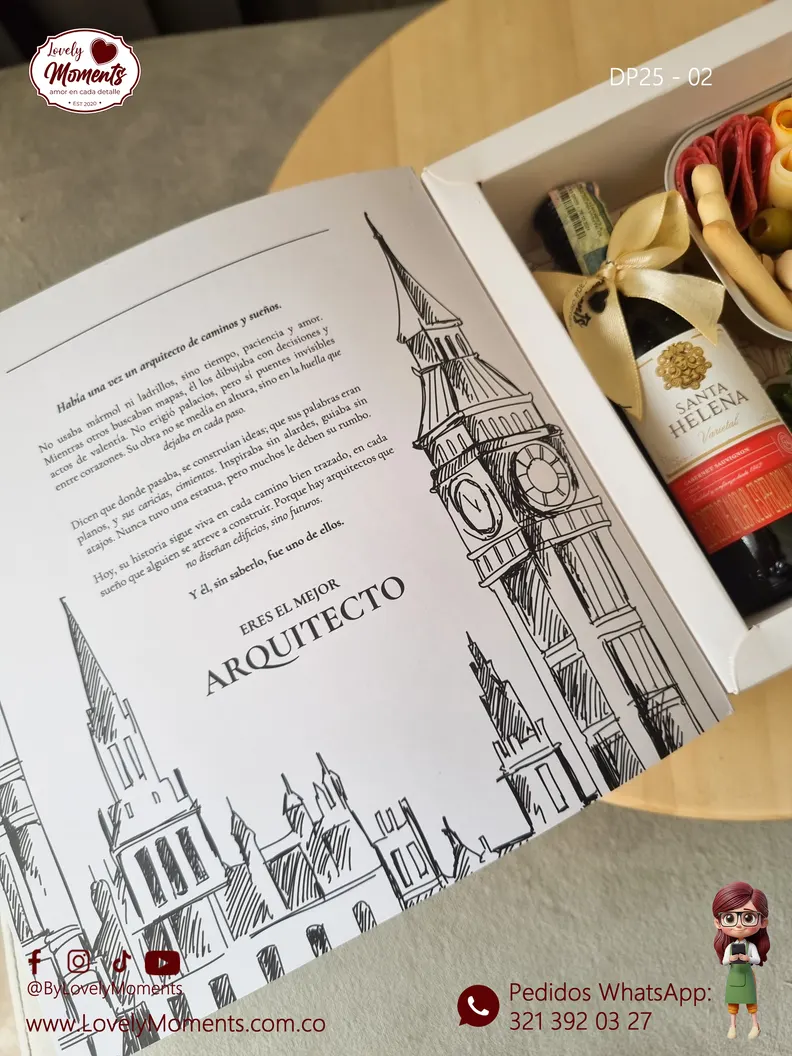 Lovely
Moments
amor en cada detalle
• EST 2020 •
DP25 - 02
Había una vez un arquitecto de caminos y sueños.
No usaba mármol ni ladrillos, sino tiempo, paciencia y amor.
Mientras otros buscaban mapas, él los dibujaba con decisiones y
actos de valentía. No erigió palacios, pero sí puentes invisibles
entre corazones. Su obra no se medía en altura, sino en la huella que
dejaba en cada paso.
Dicen que donde pasaba, se construían ideas; que sus palabras eran
planos, y sus caricias, cimientos. Inspiraba sin alardes, guiaba sin
atajos. Nunca tuvo una estatua, pero muchos le deben su rumbo.
Hoy, su historia sigue viva en cada camino bien trazado, en cada
sueño que alguien se atreve a construir. Porque hay arquitectos que
no diseñan edificios, sino futuros.
Y él, sin saberlo, fue uno de ellos.
ERES EL MEJOR
ARQUITECTO
SANTA
HELENA
Varietal
CABERNET SAUVIGNON
@ByLovelyMoments
www.LovelyMoments.com.co
Pedidos WhatsApp:
321 392 03 27